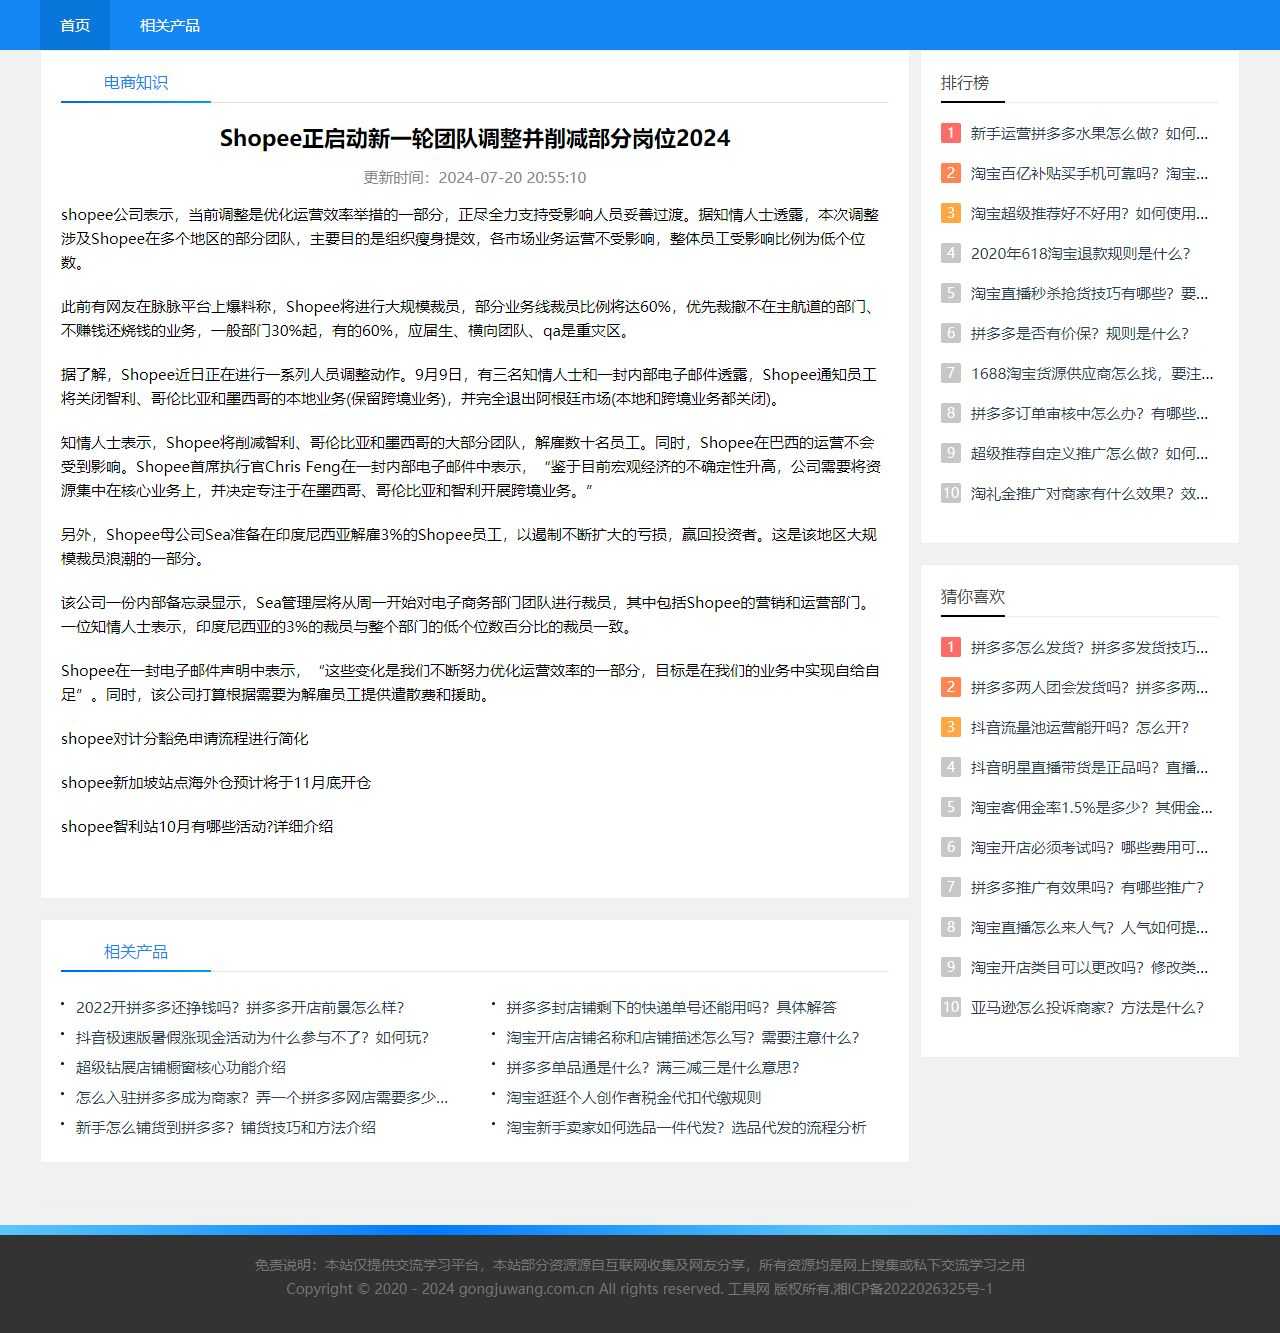 首页
相关产品
电商知识
Shopee正启动新一轮团队调整并削减部分岗位2024
更新时间：2024-07-20 20:55:10
shopee公司表示，当前调整是优化运营效率举措的一部分，正尽全力支持受影响人员妥善过渡。据知情人士透露，本次调整
涉及Shopee在多个地区的部分团队，主要目的是组织瘦身提效，各市场业务运营不受影响，整体员工受影响比例为低个位
数。
此前有网友在脉脉平台上爆料称，Shopee将进行大规模裁员，部分业务线裁员比例将达60%，优先裁撤不在主航道的部门、
不赚钱还烧钱的业务，一般部门30%起，有的60%，应届生、横向团队、qa是重灾区。
据了解，Shopee近日正在进行一系列人员调整动作。9月9日，有三名知情人士和一封内部电子邮件透露，Shopee通知员工
将关闭智利、哥伦比亚和墨西哥的本地业务(保留跨境业务)，并完全退出阿根廷市场(本地和跨境业务都关闭)。
知情人士表示，Shopee将削减智利、哥伦比亚和墨西哥的大部分团队，解雇数十名员工。同时，Shopee在巴西的运营不会
受到影响。Shopee首席执行官Chris Feng在一封内部电子邮件中表示，“鉴于目前宏观经济的不确定性升高，公司需要将资
源集中在核心业务上，并决定专注于在墨西哥、哥伦比亚和智利开展跨境业务。”
另外，Shopee母公司Sea准备在印度尼西亚解雇3%的Shopee员工，以遏制不断扩大的亏损，赢回投资者。这是该地区大规
模裁员浪潮的一部分。
该公司一份内部备忘录显示，Sea管理层将从周一开始对电子商务部门团队进行裁员，其中包括Shopee的营销和运营部门。
一位知情人士表示，印度尼西亚的3%的裁员与整个部门的低个位数百分比的裁员一致。
Shopee在一封电子邮件声明中表示，“这些变化是我们不断努力优化运营效率的一部分，目标是在我们的业务中实现自给自
足”。同时，该公司打算根据需要为解雇员工提供遣散费和援助。
shopee对计分豁免申请流程进行简化
shopee新加坡站点海外仓预计将于11月底开仓
shopee智利站10月有哪些活动?详细介绍
相关产品
2022开拼多多还挣钱吗？拼多多开店前景怎么样？
拼多多封店铺剩下的快递单号还能用吗？具体解答
抖音极速版暑假涨现金活动为什么参与不了？如何玩？
淘宝开店店铺名称和店铺描述怎么写？需要注意什么？
超级钻展店铺橱窗核心功能介绍
拼多多单品通是什么？满三减三是什么意思？
怎么入驻拼多多成为商家？弄一个拼多多网店需要多少...
淘宝逛逛个人创作者税金代扣代缴规则
新手怎么铺货到拼多多？铺货技巧和方法介绍
淘宝新手卖家如何选品一件代发？选品代发的流程分析
排行榜
1 新手运营拼多多水果怎么做？如何...
2 淘宝百亿补贴买手机可靠吗？淘宝...
3 淘宝超级推荐好不好用？如何使用...
4 2020年618淘宝退款规则是什么？
5 淘宝直播秒杀抢货技巧有哪些？要...
6 拼多多是否有价保？规则是什么？
7 1688淘宝货源供应商怎么找，要注...
8 拼多多订单审核中怎么办？有哪些...
9 超级推荐自定义推广怎么做？如何...
10 淘礼金推广对商家有什么效果？效...
猜你喜欢
1 拼多多怎么发货？拼多多发货技巧...
2 拼多多两人团会发货吗？拼多多两...
3 抖音流量池运营能开吗？怎么开？
4 抖音明星直播带货是正品吗？直播...
5 淘宝客佣金率1.5%是多少？其佣金...
6 淘宝开店必须考试吗？哪些费用可...
7 拼多多推广有效果吗？有哪些推广？
8 淘宝直播怎么来人气？人气如何提...
9 淘宝开店类目可以更改吗？修改类...
10 亚马逊怎么投诉商家？方法是什么？
免责说明：本站仅提供交流学习平台，本站部分资源源自互联网收集及网友分享，所有资源均是网上搜集或私下交流学习之用
Copyright © 2020 - 2024 gongjuwang.com.cn All rights reserved. 工具网 版权所有.湘ICP备2022026325号-1